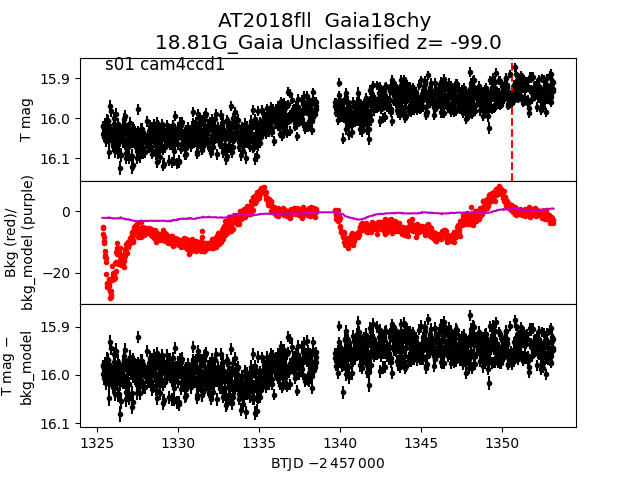 AT2018fll Gaia18chy
18.81G_Gaia Unclassified z= -99.0
s01 cam4ccd1
15.9
16.0
16.1
T mag
0
−20
Bkg (red)/
bkg_model (purple)
15.9
16.0
16.1
T mag −
bkg_model
1325 1330 1335 1340 1345 1350
BTJD −2 457 000